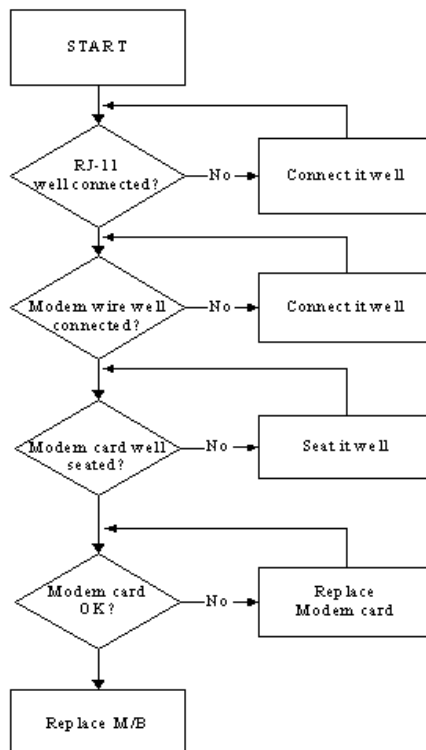 START
RJ-11
well connected?
No
Connect it well
Modem wire well
connected?
No
Connect it well
Modem card well
seated?
No
Seat it well
Modem card
OK?
No
Replace
Modem card
Replace M/B